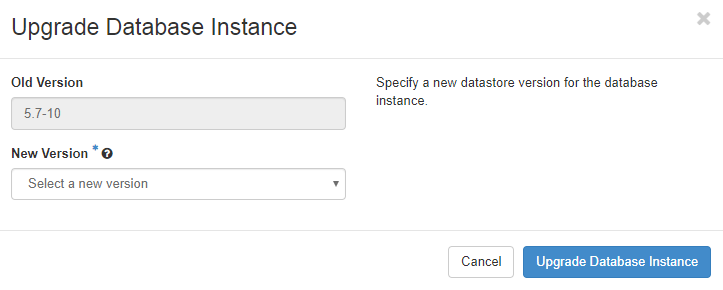 Upgrade Database Instance
×
Old Version
Specify a new datastore version for the database
instance.
5.7-10
New Version * ?
Select a new version
Cancel
Upgrade Database Instance